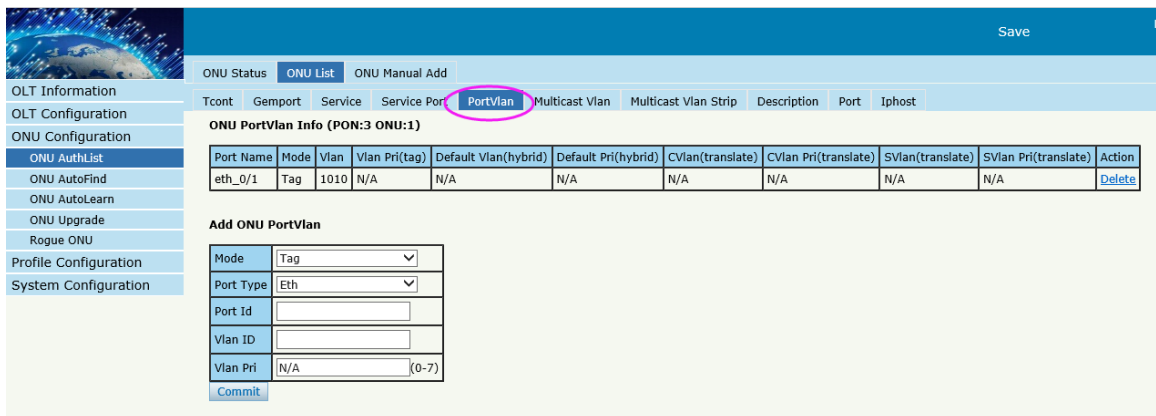 Save
ONU Status ONU List ONU Manual Add
OLT Information
OLT Configuration
ONU Configuration
ONU AuthList
ONU AutoFind
ONU AutoLearn
ONU Upgrade
Rogue ONU
Profile Configuration
System Configuration
Tcont Gemport Service Service Port PortVlan Multicast Vlan Multicast Vlan Strip Description Port Iphost
ONU PortVlan Info (PON:3 ONU:1)
Port Name Mode Vlan Vlan Pri(tag) Default Vlan(hybrid) Default Pri(hybrid) CVlan(translate) CVlan Pri(translate) SVlan(translate) SVlan Pri(translate) Action
eth_0/1 Tag 1010 N/A N/A N/A N/A N/A N/A N/A Delete
Add ONU PortVlan
Mode Tag
Port Type Eth
Port Id
Vlan ID
Vlan Pri N/A (0-7)
Commit